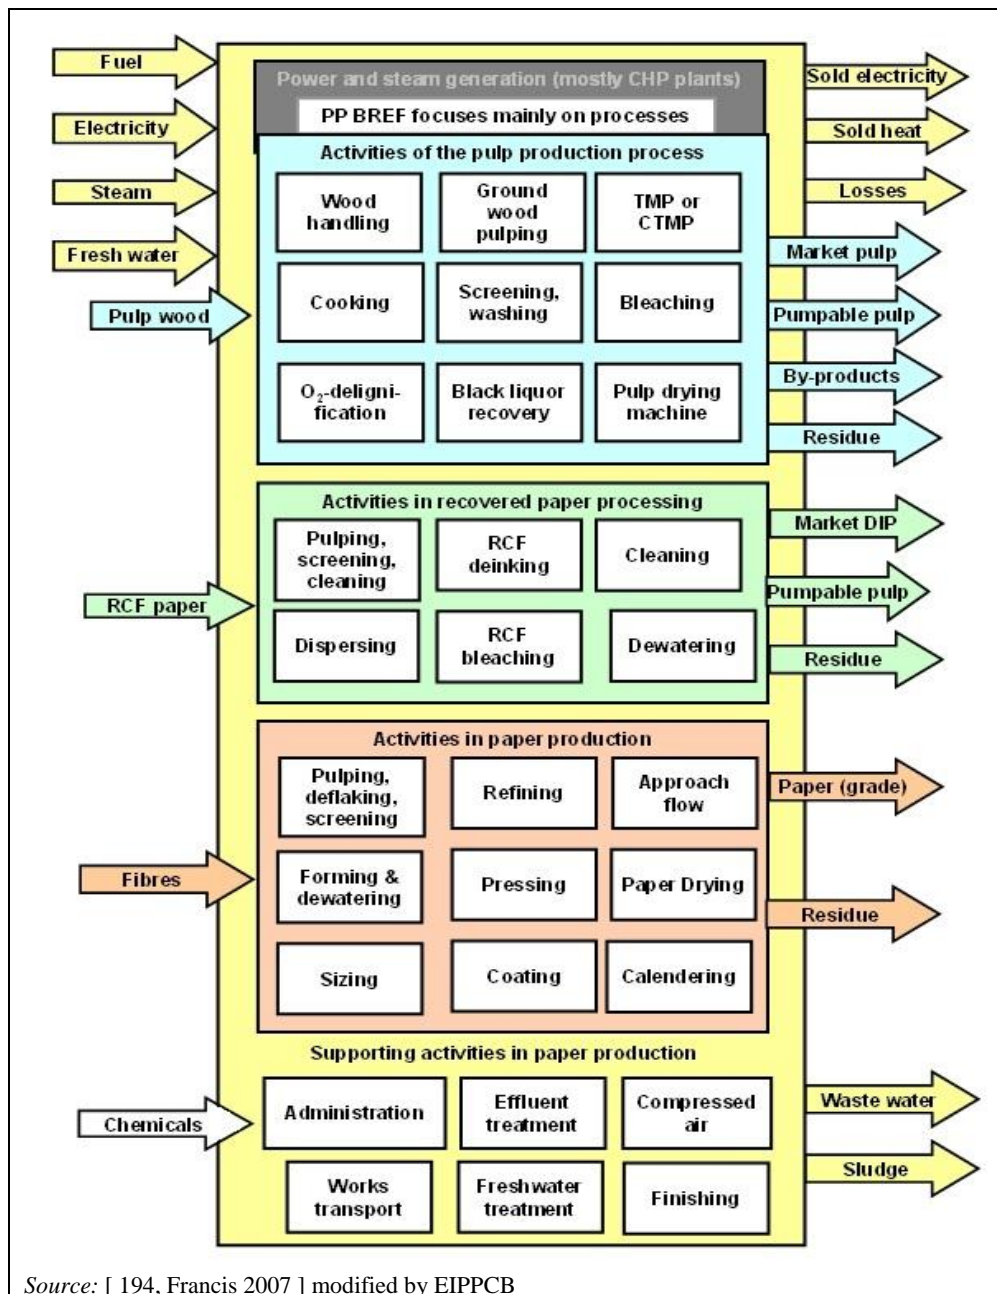 Fuel
Electricity
Steam
Fresh water
Pulp wood
RCF paper
Fibres
Chemicals
Power and steam generation (mostly CHP plants)
PP BREF focuses mainly on processes
Activities of the pulp production process
Wood
handling
Ground
wood
pulping
TMP or
CTMP
Cooking
Screening,
washing
Bleaching
O₂-deligni-
fication
Black liquor
recovery
Pulp drying
machine
Activities in recovered paper processing
Pulping,
screening,
cleaning
RCF
deinking
Cleaning
Dispersing
RCF
bleaching
Dewatering
Activities in paper production
Pulping,
deflaking,
screening
Refining
Approach
flow
Forming &
dewatering
Pressing
Paper Drying
Sizing
Coating
Calendering
Supporting activities in paper production
Administration
Effluent
treatment
Compressed
air
Works
transport
Freshwater
treatment
Finishing
Sold electricity
Sold heat
Losses
Market pulp
Pumpable pulp
By-products
Residue
Market DIP
Pumpable pulp
Residue
Paper (grade)
Residue
Waste water
Sludge
Source: [ 194, Francis 2007 ] modified by EIPPCB